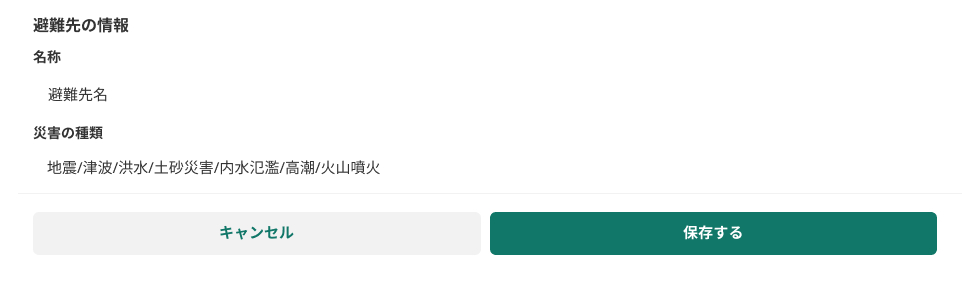 避難先の情報
名称
避難先名
災害の種類
地震/津波/洪水/土砂災害/内水氾濫/高潮/火山噴火
キャンセル
保存する